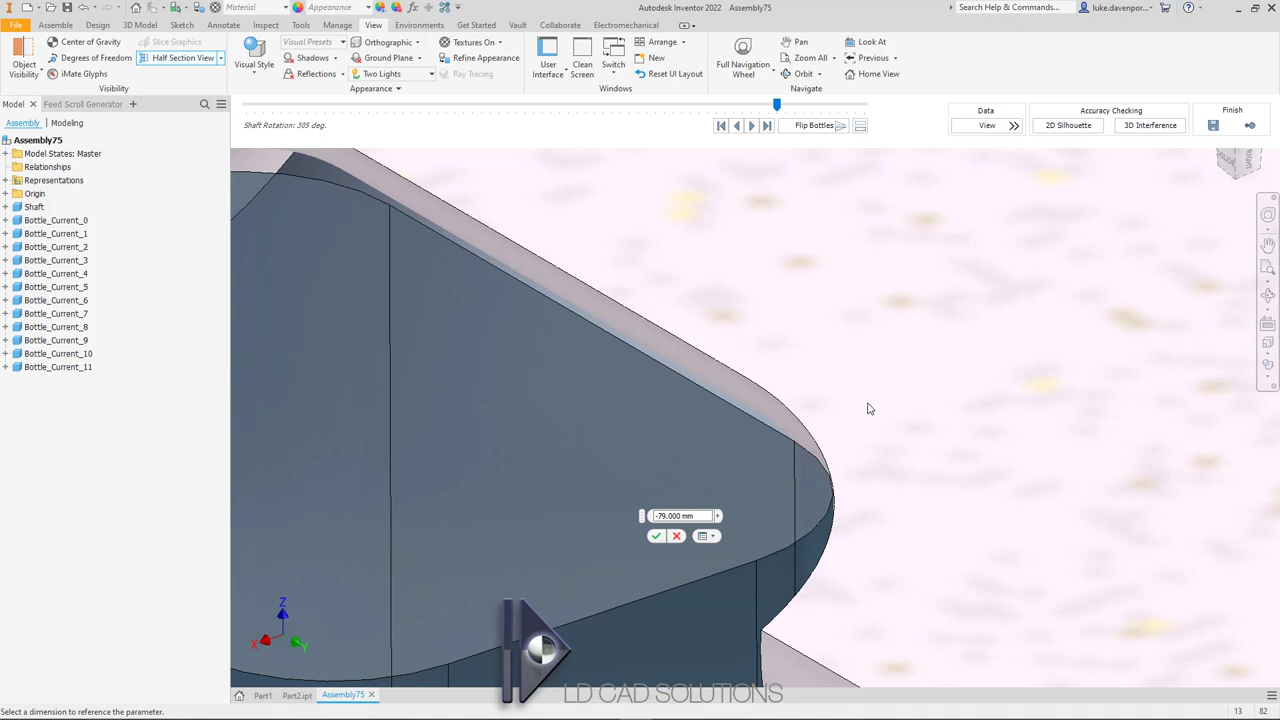 Material
Appearance
Autodesk Inventor 2022 Assembly75
Search Help & Commands...
luke.davenpor...
File Assembly Design 3D Model Sketch Annotate Inspect Tools Manage View Environments Get Started Vault Collaborate Electromechanical
Object
Visibility
Center of Gravity
Degrees of Freedom
iMate Glyphs
Slice Graphics
Half Section View
Visibility
Visual Style
Visual Presets
Shadows
Reflections
Orthographic
Ground Plane
Two Lights
Textures On
Refine Appearance
Ray Tracing
Appearance
User
Interface
Clean
Screen
Switch
Arrange
New
Reset UI Layout
Windows
Full Navigation
Wheel
Pan
Zoom All
Orbit
Look At
Previous
Home View
Navigate
Model Feed Scroll Generator
Assembly Modeling
Assembly75
Model States: Master
Relationships
Representations
Origin
Shaft
Bottle_Current_0
Bottle_Current_1
Bottle_Current_2
Bottle_Current_3
Bottle_Current_4
Bottle_Current_5
Bottle_Current_6
Bottle_Current_7
Bottle_Current_8
Bottle_Current_9
Bottle_Current_10
Bottle_Current_11
Shaft Rotation: 305 deg.
Flip Bottles
Data
View
Accuracy Checking
2D Silhouette
3D Interference
Finish
-79.000 mm
Z
X
Y
LD CAD SOLUTIONS
Part1 Part2.ipt Assembly75
Select a dimension to reference the parameter.
13 82